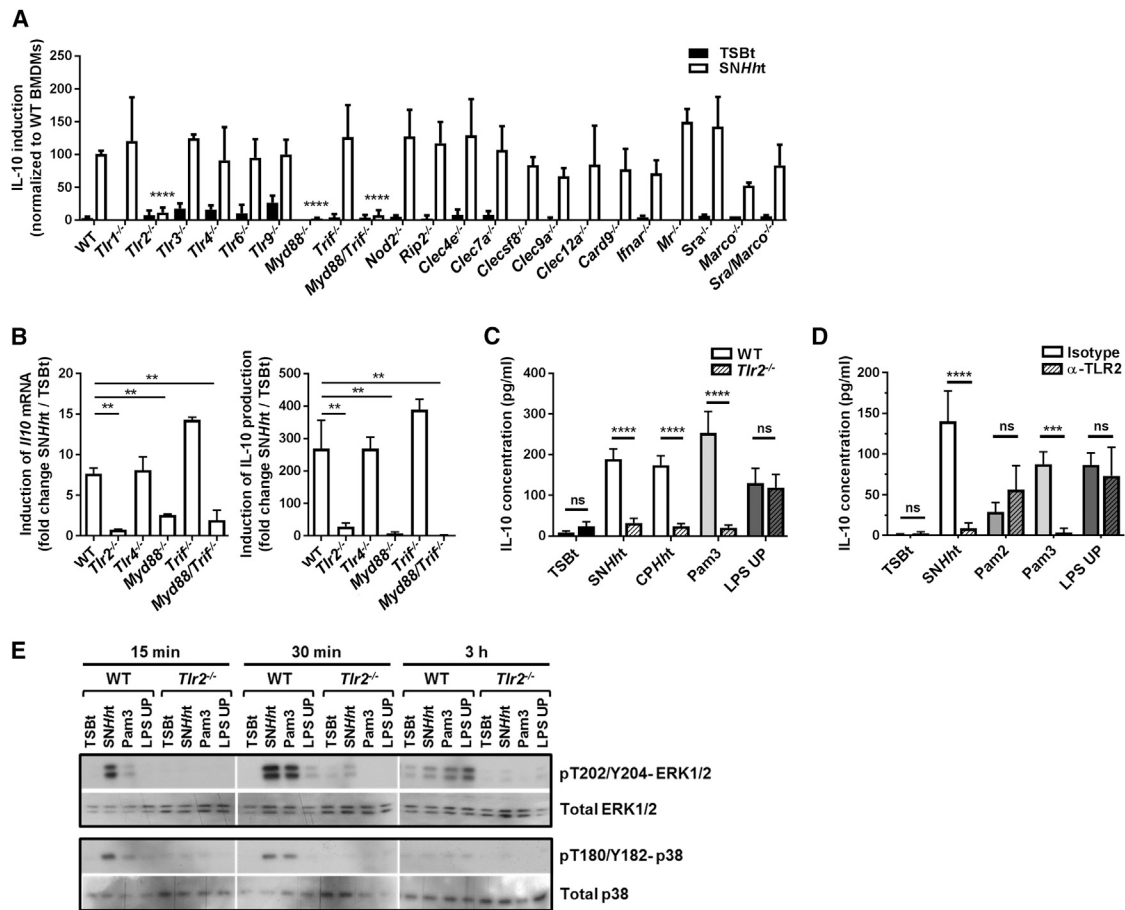 A
TSBt
SNHht
IL-10 induction
(normalized to WT BMDMs)
250
200
150
100
50
0
****
****
****
WT
Tlr1-/-
Tlr2-/-
Tlr3-/-
Tlr4-/-
Tlr6-/-
Tlr9-/-
Myd88-/-
Trif-/-
Myd88/Trif-/-
Nod2-/-
Rip2-/-
Clec4e-/-
Clec7a-/-
Clecsf8-/-
Clec9a-/-
Clec12a-/-
Card9-/-
Ifnar-/-
Mr-/-
Sra-/-
Marco-/-
Sra/Marco-/-
B
Induction of Il10 mRNA
(fold change SNHht / TSBt)
20
15
10
5
0
**
**
**
WT
Tlr2-/-
Tlr4-/-
Myd88-/-
Trif-/-
Myd88/Trif-/-
Induction of IL-10 production
(fold change SNHht / TSBt)
500
400
300
200
100
0
**
**
**
WT
Tlr2-/-
Tlr4-/-
Myd88-/-
Trif-/-
Myd88/Trif-/-
C
WT
Tlr2-/-
IL-10 concentration (pg/ml)
400
300
200
100
0
ns
****
****
****
ns
TSBt
SNHht
CPHht
Pam3
LPS UP
D
Isotype
α-TLR2
IL-10 concentration (pg/ml)
200
150
100
50
0
ns
****
ns
***
ns
TSBt
SNHht
Pam2
Pam3
LPS UP
E
15 min 30 min 3 h
WT Tlr2-/- WT Tlr2-/- WT Tlr2-/-
TSBt SNHht Pam3 LPS UP TSBt SNHht Pam3 LPS UP TSBt SNHht Pam3 LPS UP TSBt SNHht Pam3 LPS UP TSBt SNHht Pam3 LPS UP TSBt SNHht Pam3 LPS UP
pT202/Y204- ERK1/2
Total ERK1/2
pT180/Y182- p38
Total p38